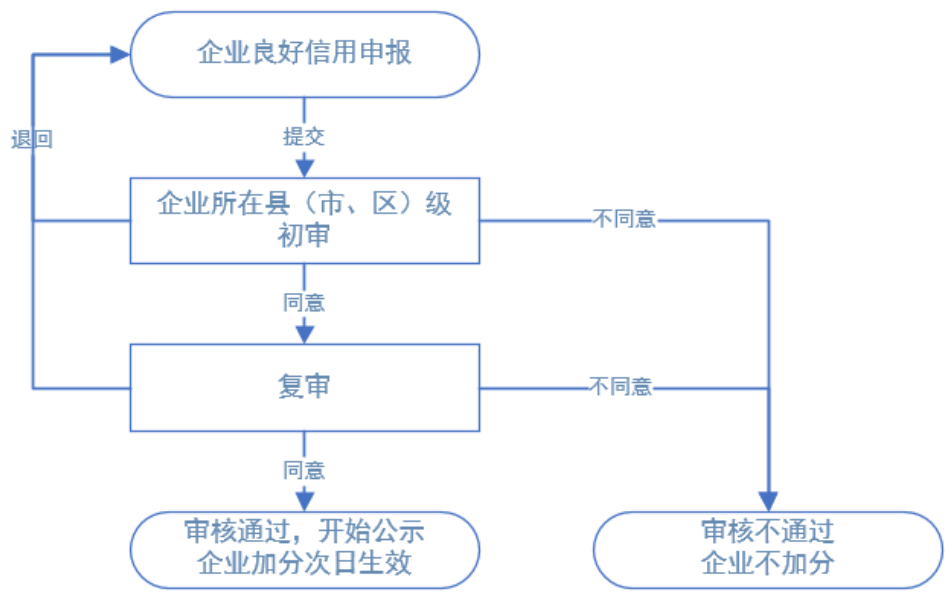 企业良好信用申报
退回
提交
企业所在县（市、区）级
初审
不同意
同意
复审
不同意
同意
审核通过，开始公示
企业加分次日生效
审核不通过
企业不加分